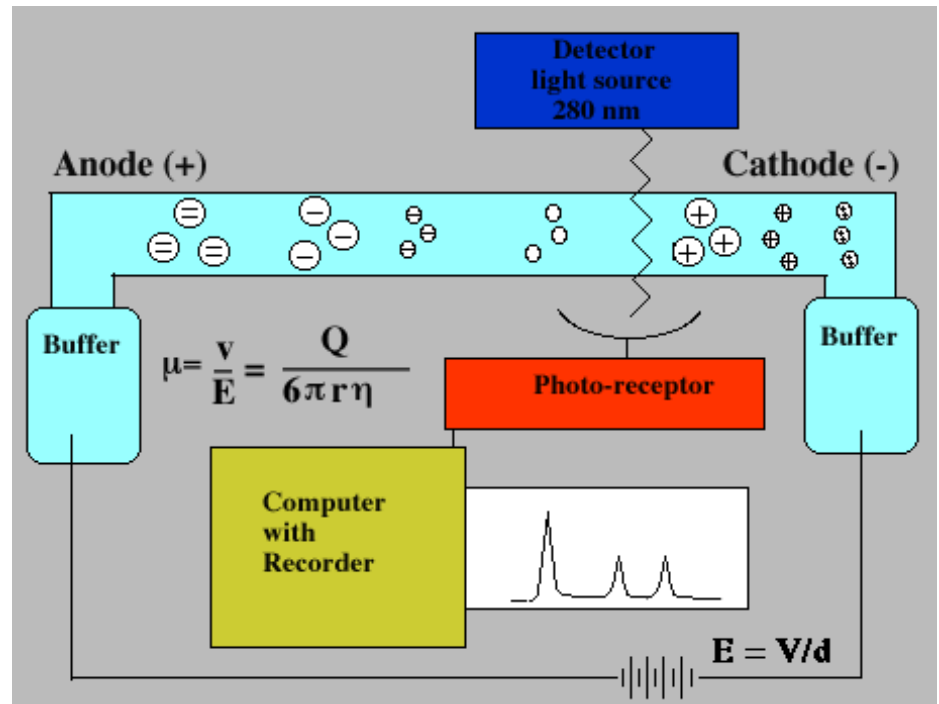 Detector
light source
280 nm
Anode (+)
Cathode (-)
Buffer
μ= v/E = Q/6πrη
Buffer
Photo-receptor
Computer
with
Recorder
E = V/d